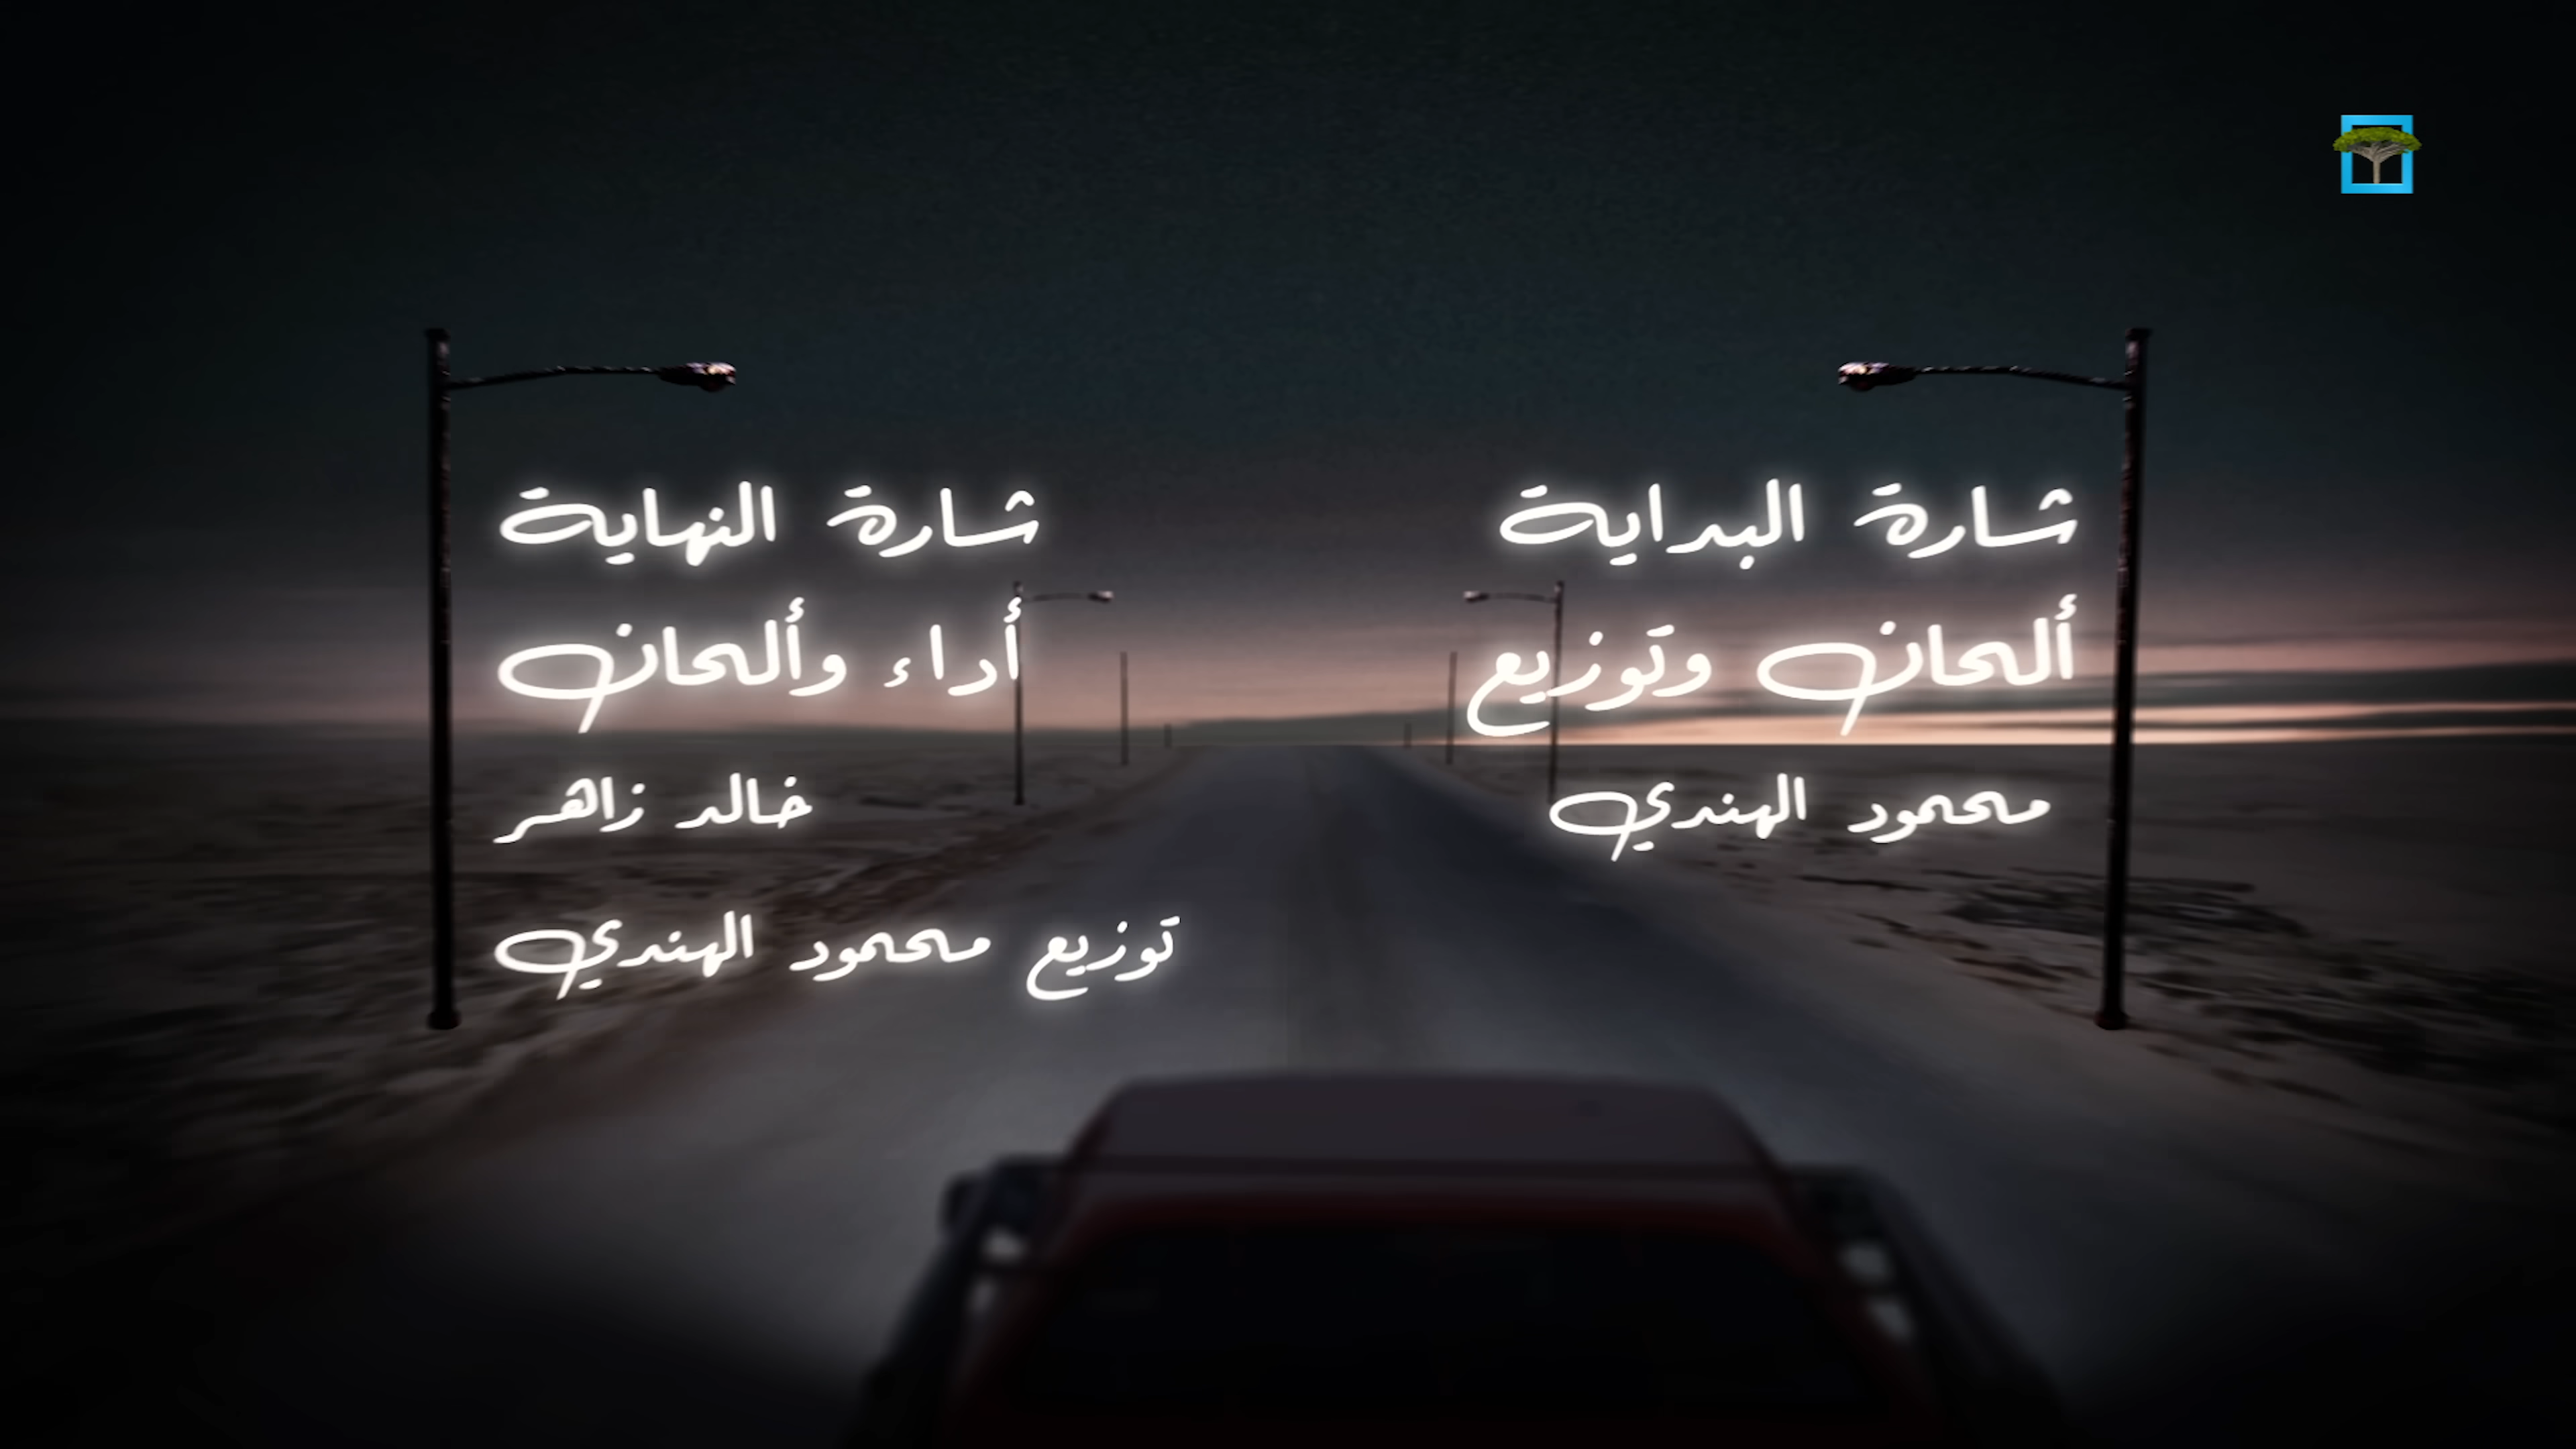 شارة البداية
ألحان وتوزيع
محمود الهندي
شارة النهاية
أداء وألحان
خالد زاهر
توزيع محمود الهندي